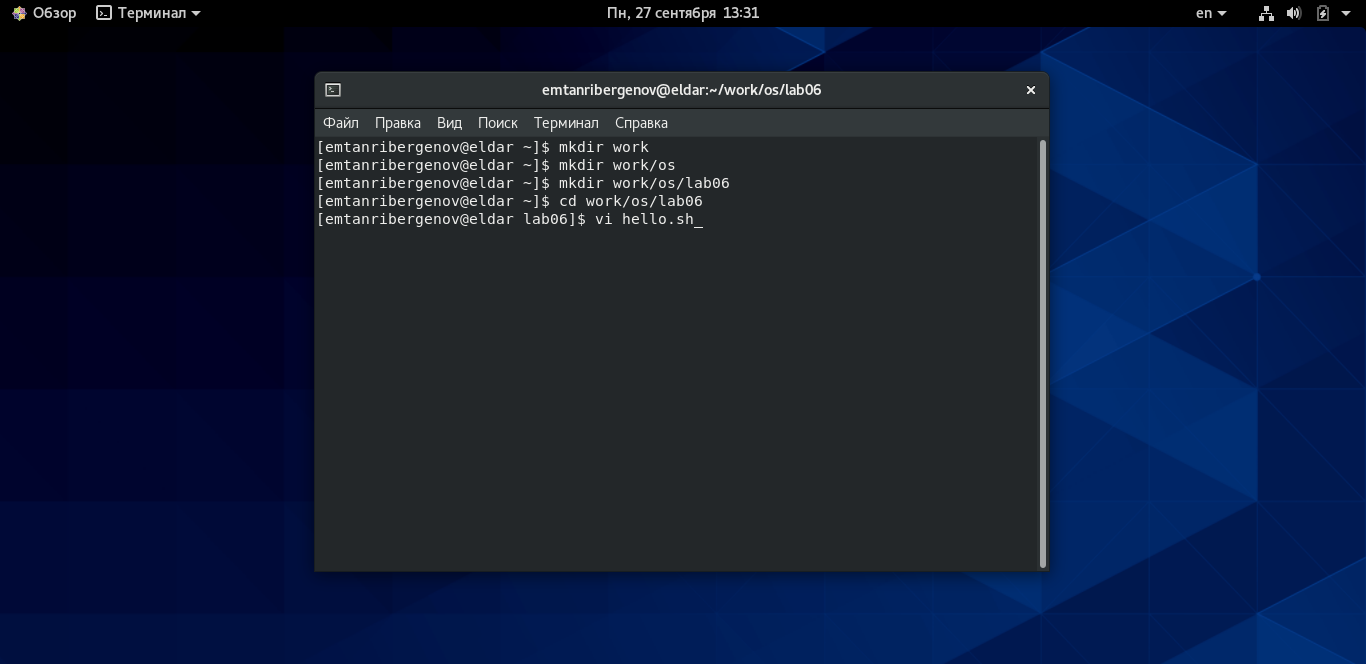 Обзор Терминал Пн, 27 сентября 13:31 en
emtanribergenov@eldar:~/work/os/lab06
Файл Правка Вид Поиск Терминал Справка
[emtanribergenov@eldar ~]$ mkdir work
[emtanribergenov@eldar ~]$ mkdir work/os
[emtanribergenov@eldar ~]$ mkdir work/os/lab06
[emtanribergenov@eldar ~]$ cd work/os/lab06
[emtanribergenov@eldar lab06]$ vi hello.sh